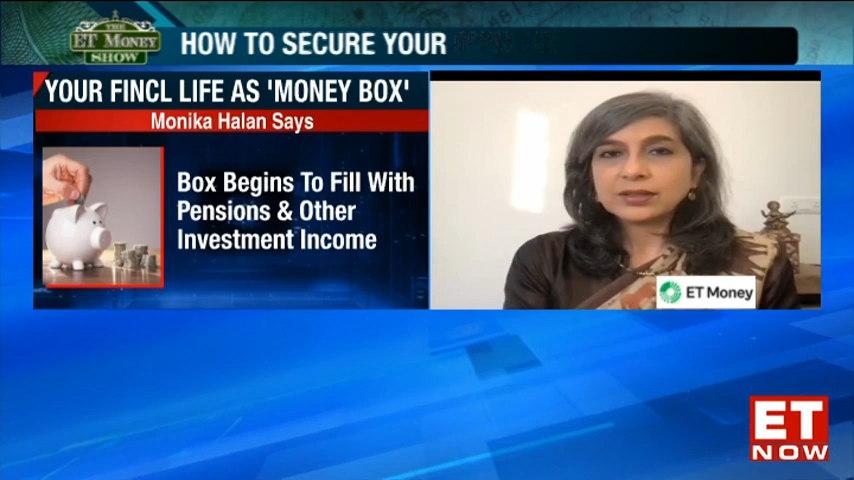 THE
ET MONEY
SHOW
HOW TO SECURE YOUR
YOUR FINCL LIFE AS 'MONEY BOX'
Monika Halan Says
Box Begins To Fill With
Pensions & Other
Investment Income
ET Money
ET
NOW